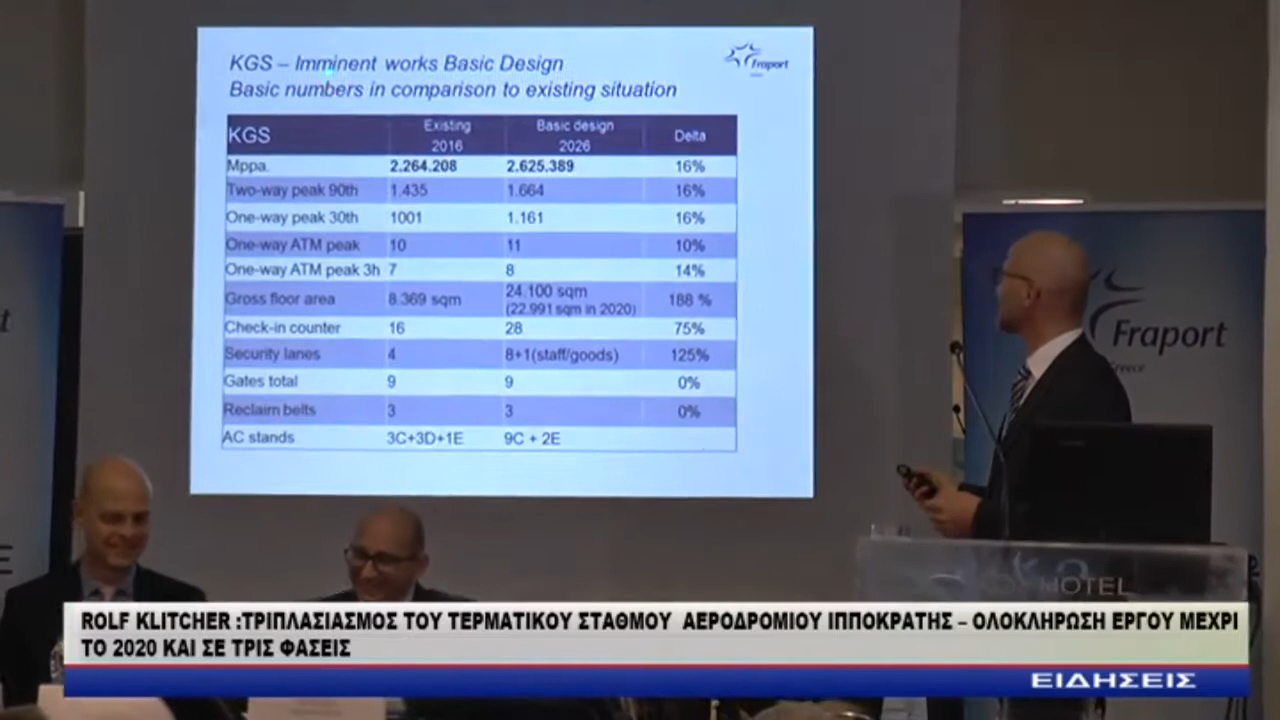 KGS – Imminent works Basic Design
Basic numbers in comparison to existing situation
Fraport
KGS Existing 2016 Basic design 2026 Delta
Mppa. 2.264.208 2.625.389 16%
Two-way peak 90th 1.435 1.664 16%
One-way peak 30th 1001 1.161 16%
One-way ATM peak 10 11 10%
One-way ATM peak 3h 7 8 14%
Gross floor area 8.369 sqm 24.100 sqm (22.991 sqm in 2020) 188 %
Check-in counter 16 28 75%
Security lanes 4 8+1(staff/goods) 125%
Gates total 9 9 0%
Reclaim belts 3 3 0%
AC stands 3C+3D+1E 9C + 2E
Fraport
Greece
HOTEL
ROLF KLITCHER :ΤΡΙΠΛΑΣΙΑΣΜΟΣ ΤΟΥ ΤΕΡΜΑΤΙΚΟΥ ΣΤΑΘΜΟΥ ΑΕΡΟΔΡΟΜΙΟΥ ΙΠΠΟΚΡΑΤΗΣ – ΟΛΟΚΛΗΡΩΣΗ ΕΡΓΟΥ ΜΕΧΡΙ
ΤΟ 2020 ΚΑΙ ΣΕ ΤΡΙΣ ΦΑΣΕΙΣ
ΕΙΔΗΣΕΙΣ